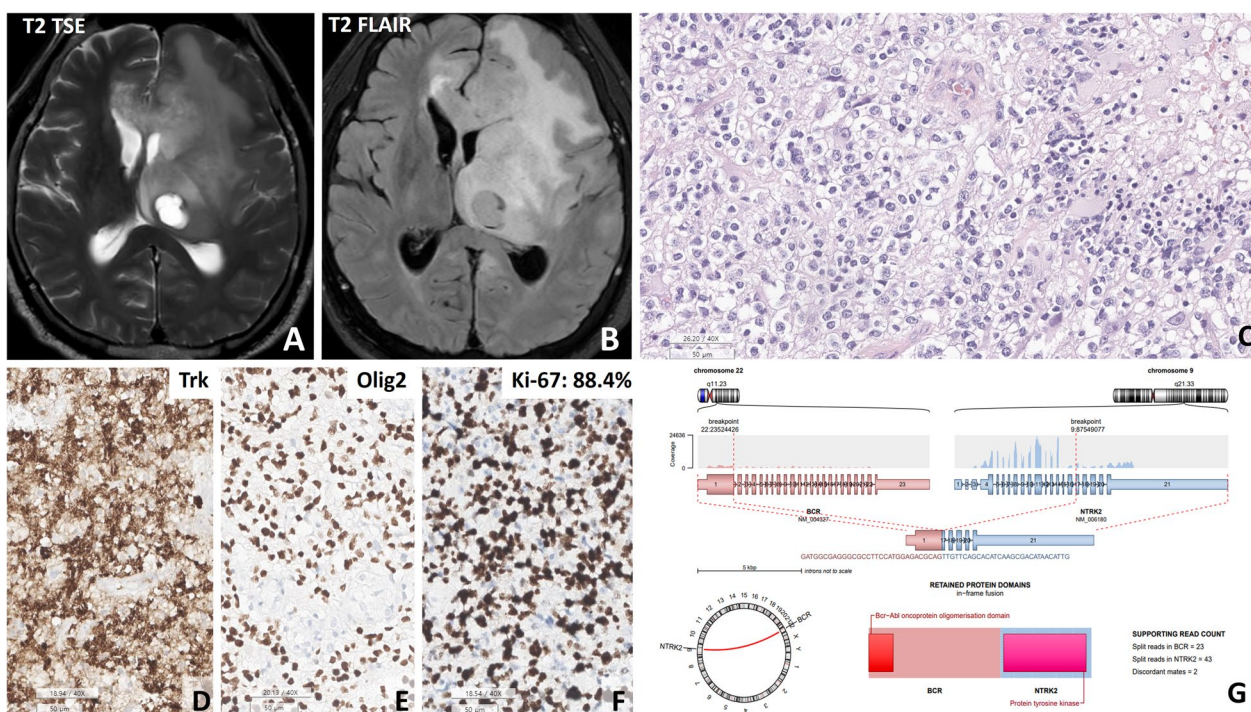 T2 TSE
A
T2 FLAIR
B
26.20 / 40X
50 µm
C
Trk
18.94 / 40X
50 µm
D
Olig2
20.13 / 40X
50 µm
E
Ki-67: 88.4%
18.54 / 40X
50 µm
F
chromosome 22
q11.23
chromosome 9
q21.33
breakpoint
22:23524426
breakpoint
9:87549077
24636
Coverage
0
1
23
BCR
NM_004327
1
4
21
NTRK2
NM_006180
1
21
GATGGCGAGGGCGCCTTCCATGGAGACGCAGTTGTTCAGCACATCAAGCGACATAACATTG
5 kbp
introns not to scale
RETAINED PROTEIN DOMAINS
in-frame fusion
Bcr-Abl oncoprotein oligomerisation domain
BCR
NTRK2
Protein tyrosine kinase
SUPPORTING READ COUNT
Split reads in BCR = 23
Split reads in NTRK2 = 43
Discordant mates = 2
NTRK2
BCR
G